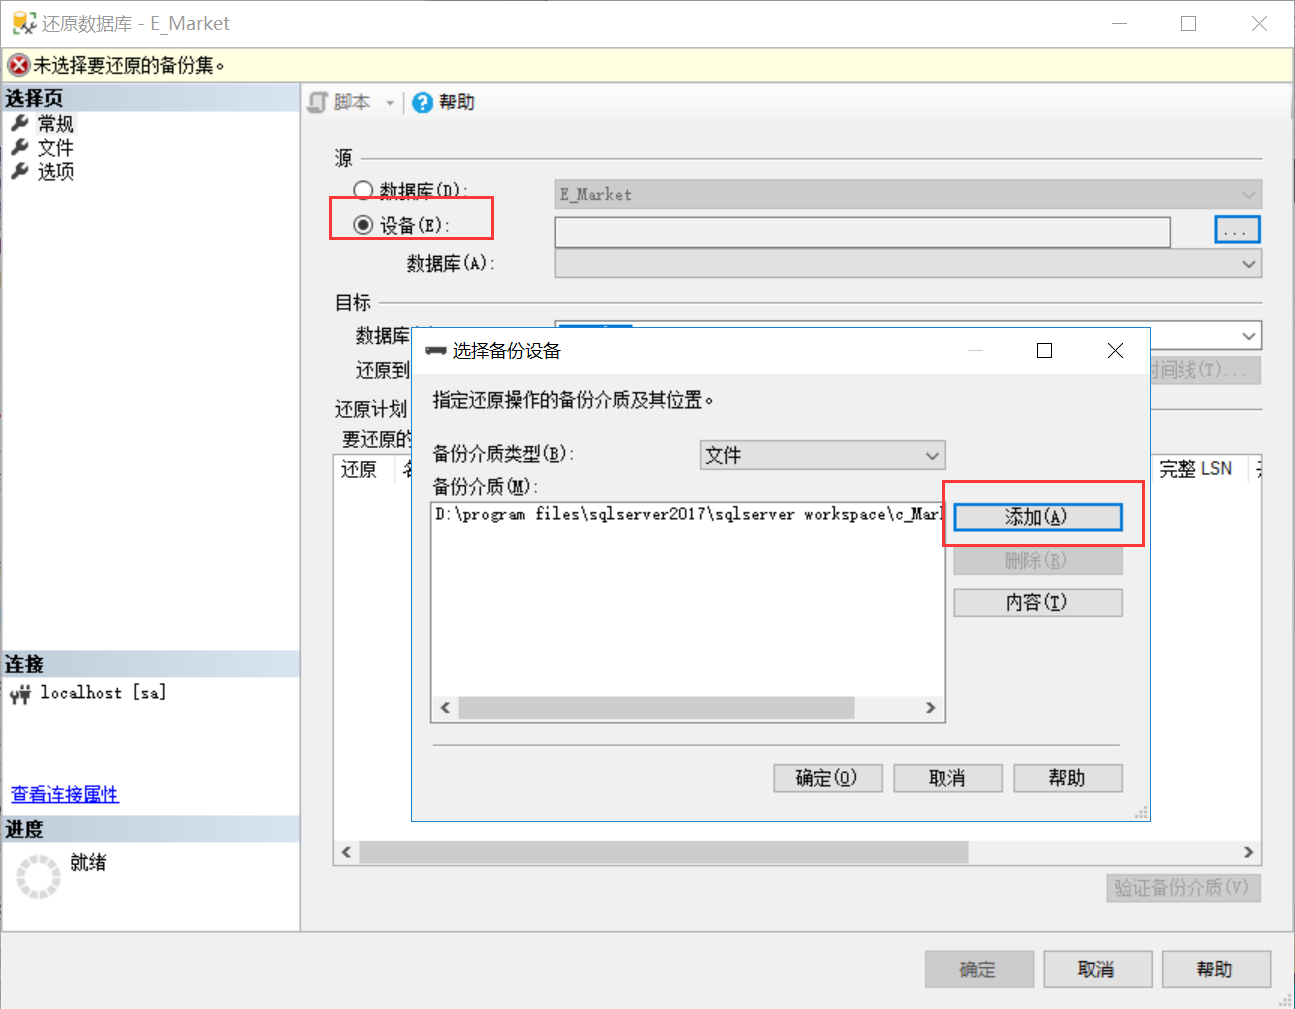 还原数据库 - E_Market
未选择要还原的备份集。
选择页
常规
文件
选项
脚本
帮助
源
数据库(D):
E_Market
设备(E):
...
数据库(A):
目标
数据库
还原到
时间线(T)...
还原计划
要还原的
还原
完整 LSN
选择备份设备
指定还原操作的备份介质及其位置。
备份介质类型(B):
文件
备份介质(M):
D:\program files\sqlserver2017\sqlserver workspace\c_Mar
添加(A)
删除(R)
内容(T)
确定(O)
取消
帮助
连接
localhost [sa]
查看连接属性
进度
就绪
验证备份介质(V)
确定
取消
帮助